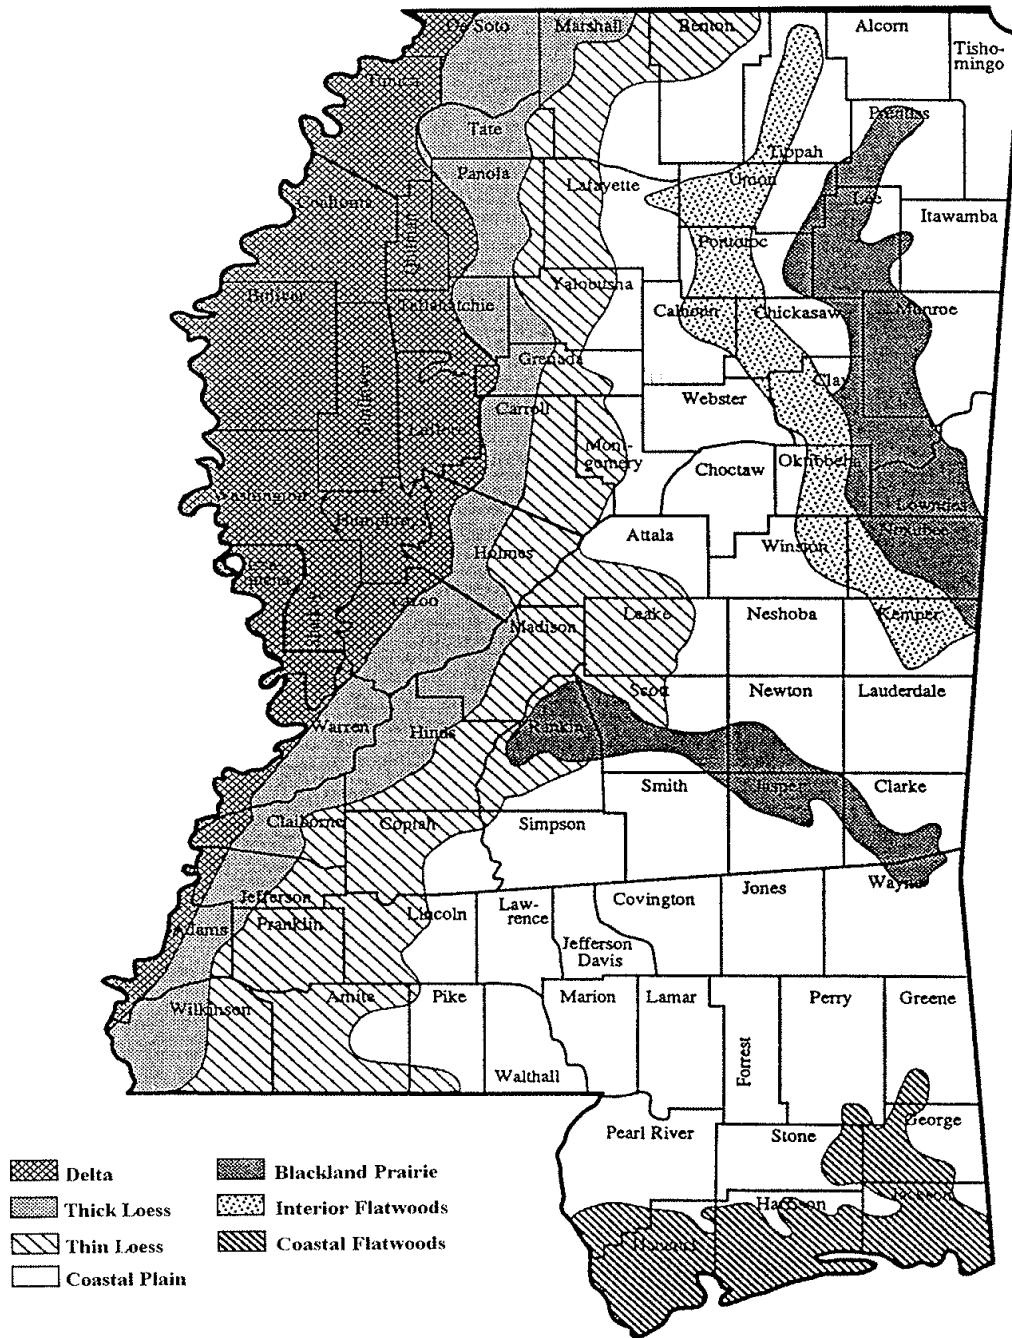 De Soto
Marshall
Benton
Alcorn
Tisho-
mingo
Tunica
Prentiss
Tate
Tippah
Panola
Lafayette
Union
Lee
Itawamba
Coahoma
Quitman
Pontotoc
Bolivar
Tallahatchie
Yalobusha
Calhoun
Chickasaw
Monroe
Grenada
Clay
Webster
Carroll
Leflore
Mont-
gomery
Choctaw
Oktibbeha
Washington
Lowndes
Humphreys
Attala
Winston
Noxubee
Holmes
Yazoo
Madison
Leake
Neshoba
Kemper
Scott
Newton
Lauderdale
Warren
Hinds
Rankin
Smith
Jasper
Clarke
Claiborne
Copiah
Simpson
Jefferson
Wayne
Jones
Covington
Law-
rence
Lincoln
Franklin
Adams
Jefferson
Davis
Wilkinson
Amite
Pike
Marion
Lamar
Perry
Greene
Forrest
Walthall
Pearl River
Stone
George
Jackson
Harrison
Hancock
Delta
Thick Loess
Thin Loess
Coastal Plain
Blackland Prairie
Interior Flatwoods
Coastal Flatwoods